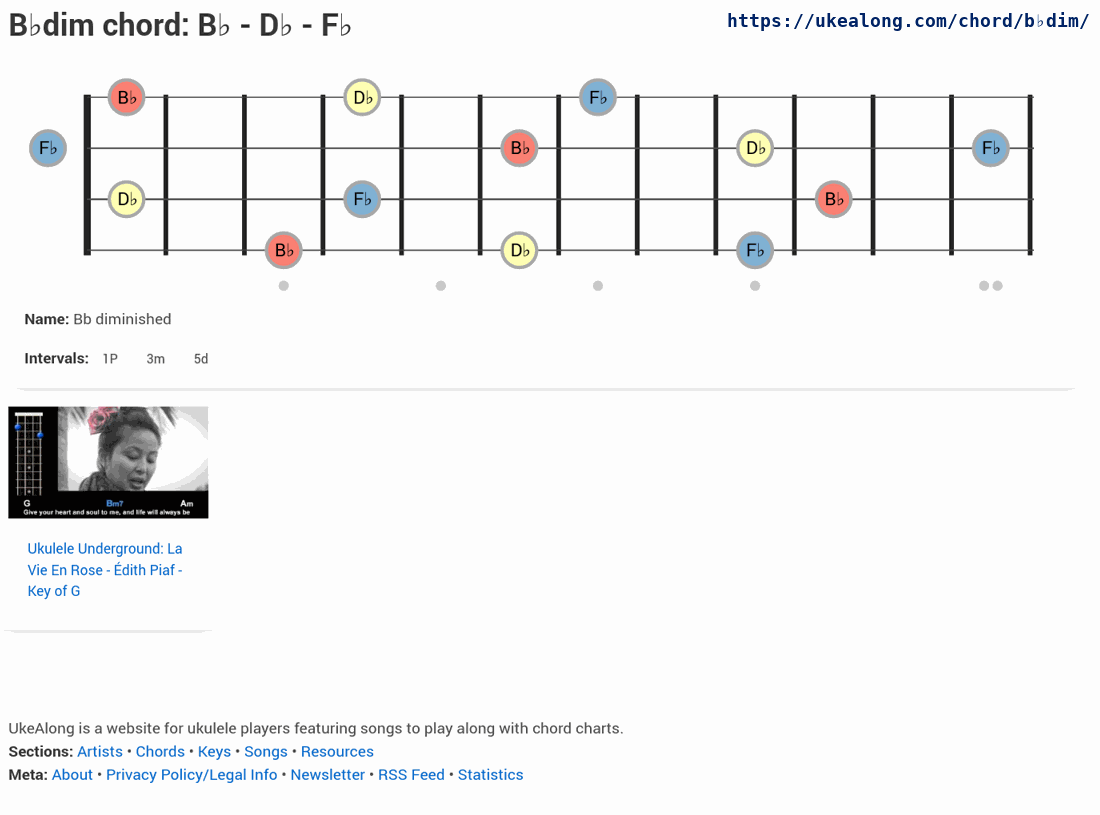 B♭dim chord: B♭ - D♭ - F♭
https://ukealong.com/chord/b♭dim/
B♭ D♭ F♭
F♭ B♭ D♭ F♭
D♭ F♭ B♭
B♭ D♭ F♭
Name: Bb diminished
Intervals: 1P 3m 5d
G Bm7 Am
Give your heart and soul to me, and life will always be
Ukulele Underground: La
Vie En Rose - Édith Piaf -
Key of G
UkeAlong is a website for ukulele players featuring songs to play along with chord charts.
Sections: Artists • Chords • Keys • Songs • Resources
Meta: About • Privacy Policy/Legal Info • Newsletter • RSS Feed • Statistics